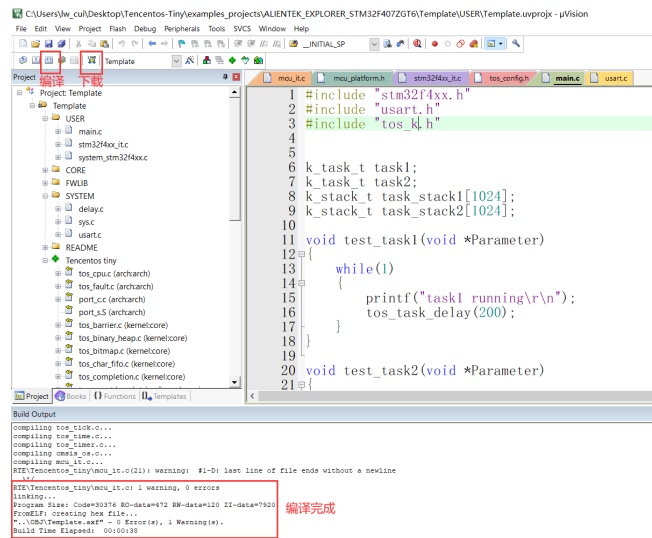 C:\Users\lw_cui\Desktop\Tencentos-Tiny\examples_projects\ALIENTEK_EXPLORER_STM32F407ZGT6\Template\USER\Template.uvprojx - µVision
File Edit View Project Flash Debug Peripherals Tools SVCS Window Help
__INITIAL_SP
Template
编译 下载
Project
Project: Template
Template
USER
main.c
stm32f4xx_it.c
system_stm32f4xx.c
CORE
FWLIB
SYSTEM
delay.c
sys.c
usart.c
README
Tencentos tiny
tos_cpu.c (arch:arch)
tos_fault.c (arch:arch)
port_c.c (arch:arch)
port_s.S (arch:arch)
tos_barrier.c (kernel:core)
tos_binary_heap.c (kernel:core)
tos_bitmap.c (kernel:core)
tos_char_fifo.c (kernel:core)
tos_completion.c (kernel:core)
Project Books {} Functions Templates
mcu_it.c mcu_platform.h stm32f4xx_it.c tos_config.h main.c usart.c
1 #include "stm32f4xx.h"
2 #include "usart.h"
3 #include "tos_k.h"
4
5
6 k_task_t task1;
7 k_task_t task2;
8 k_stack_t task_stack1[1024];
9 k_stack_t task_stack2[1024];
10
11 void test_task1(void *Parameter)
12 {
13 while(1)
14 {
15 printf("task1 running\r\n");
16 tos_task_delay(200);
17 }
18 }
19
20 void test_task2(void *Parameter)
21 {
Build Output
compiling tos_tick.c...
compiling tos_time.c...
compiling tos_timer.c...
compiling cmsis_os.c...
compiling mcu_it.c...
RTE\Tencentos_tiny\mcu_it.c(21): warning: #1-D: last line of file ends without a newline
RTE\Tencentos_tiny\mcu_it.c: 1 warning, 0 errors
linking...
Program Size: Code=30376 RO-data=472 RW-data=120 ZI-data=7920
FromELF: creating hex file...
"..\OBJ\Template.axf" - 0 Error(s), 1 Warning(s).
Build Time Elapsed: 00:00:38
编译完成